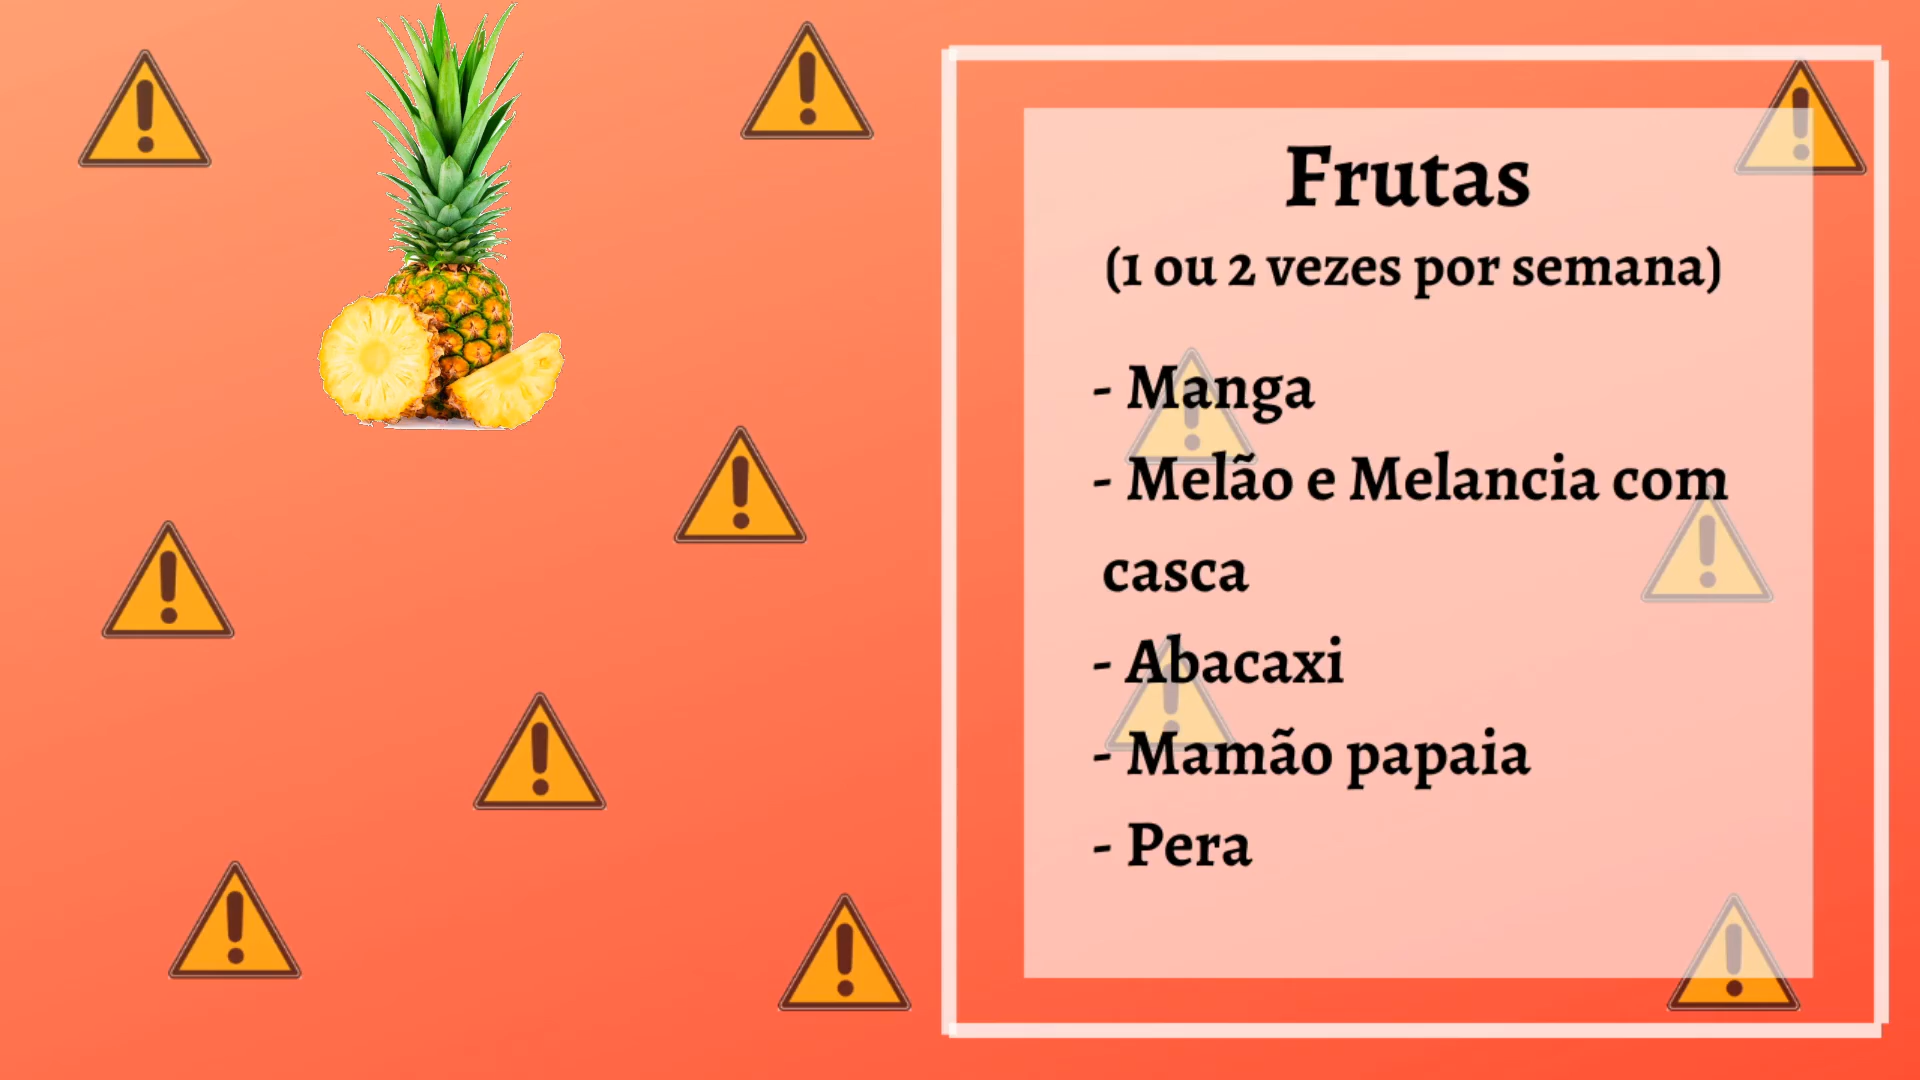 Frutas
(1 ou 2 vezes por semana)
- Manga
- Melão e Melancia com
casca
- Abacaxi
- Mamão papaia
- Pera